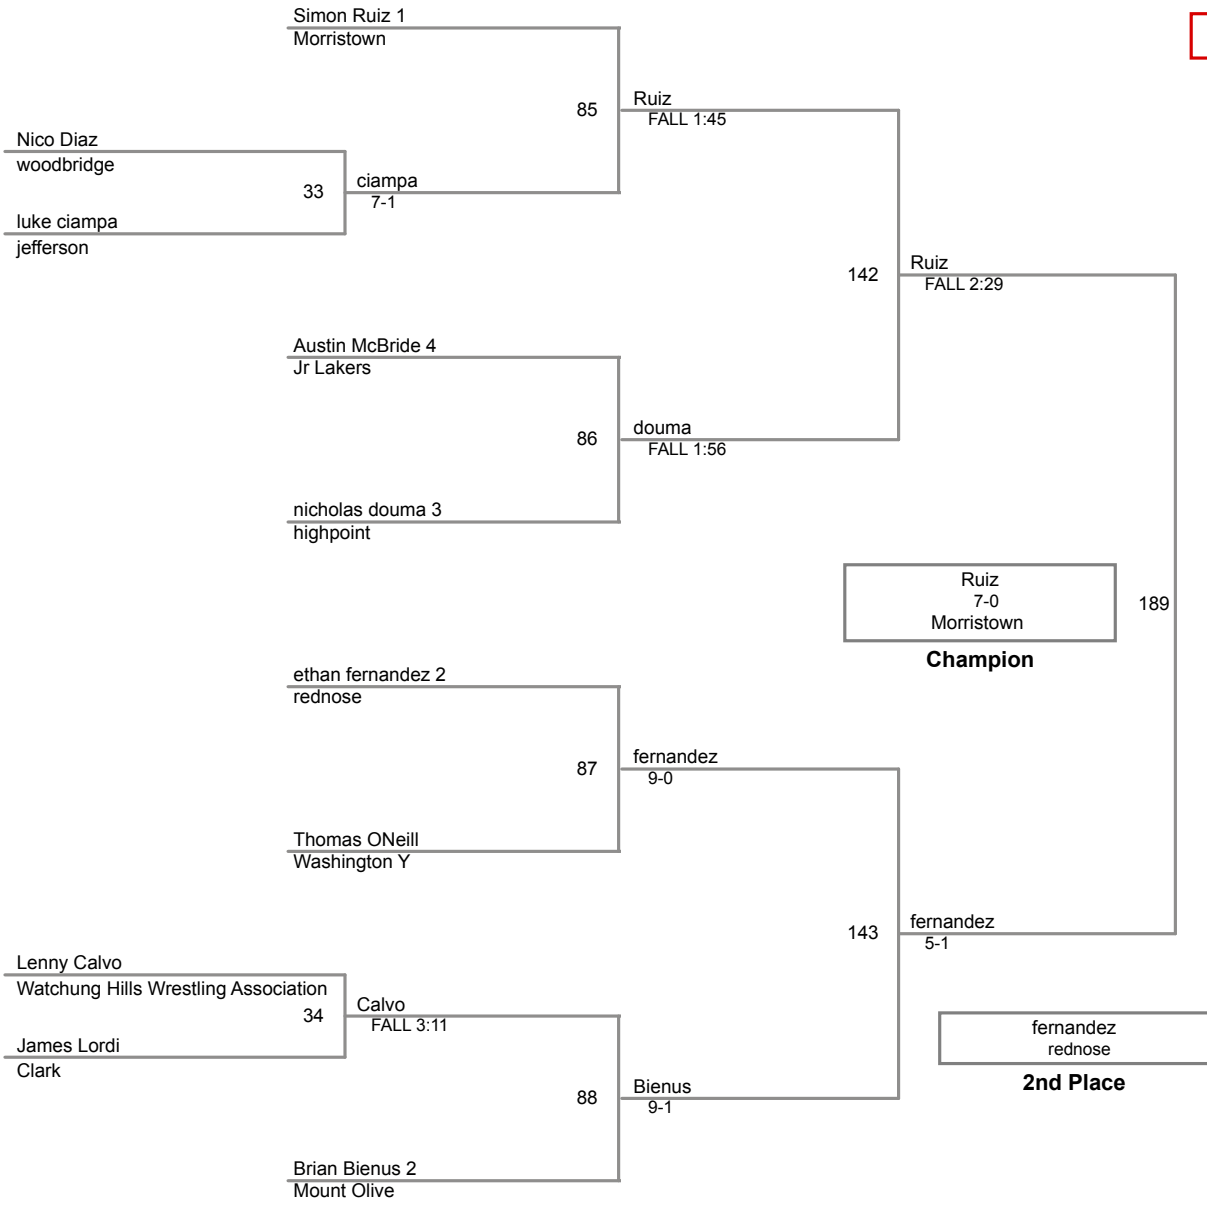 Simon Ruiz 1
Morristown
85
Ruiz
FALL 1:45
Nico Diaz
woodbridge
33
ciampa
7-1
luke ciampa
jefferson
142
Ruiz
FALL 2:29
Austin McBride 4
Jr Lakers
86
douma
FALL 1:56
nicholas douma 3
highpoint
Ruiz
7-0
Morristown
Champion
189
ethan fernandez 2
rednose
87
fernandez
9-0
Thomas ONeill
Washington Y
143
fernandez
5-1
Lenny Calvo
Watchung Hills Wrestling Association
34
Calvo
FALL 3:11
James Lordi
Clark
fernandez
rednose
2nd Place
88
Bienus
9-1
Brian Bienus 2
Mount Olive